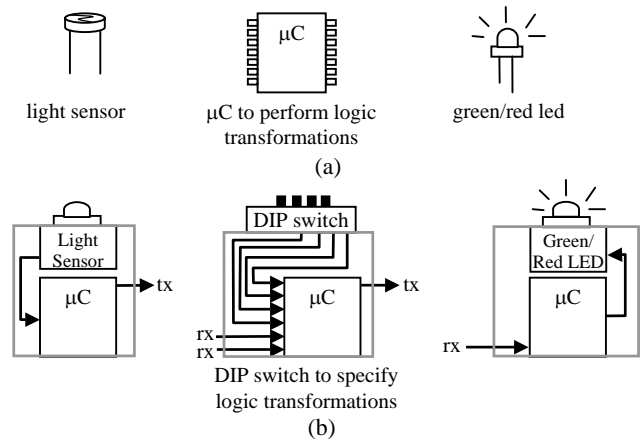 μC
light sensor
μC to perform logic
transformations
green/red led
(a)
Light
Sensor
μC
tx
DIP switch
μC
tx
rx
rx
DIP switch to specify
logic transformations
Green/
Red LED
μC
rx
(b)